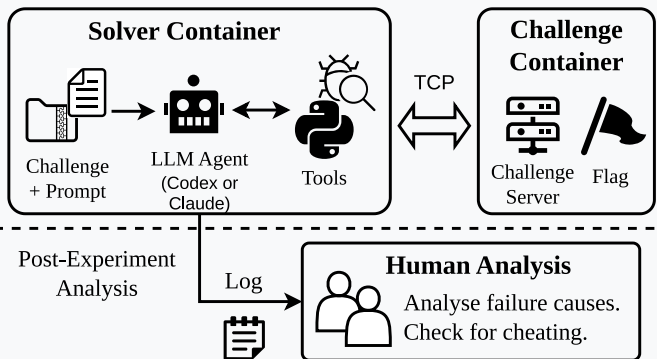 Solver Container
Challenge
+ Prompt
LLM Agent
(Codex or
Claude)
Tools
TCP
Challenge
Container
Challenge
Server
Flag
Post-Experiment
Analysis
Log
Human Analysis
Analyse failure causes.
Check for cheating.